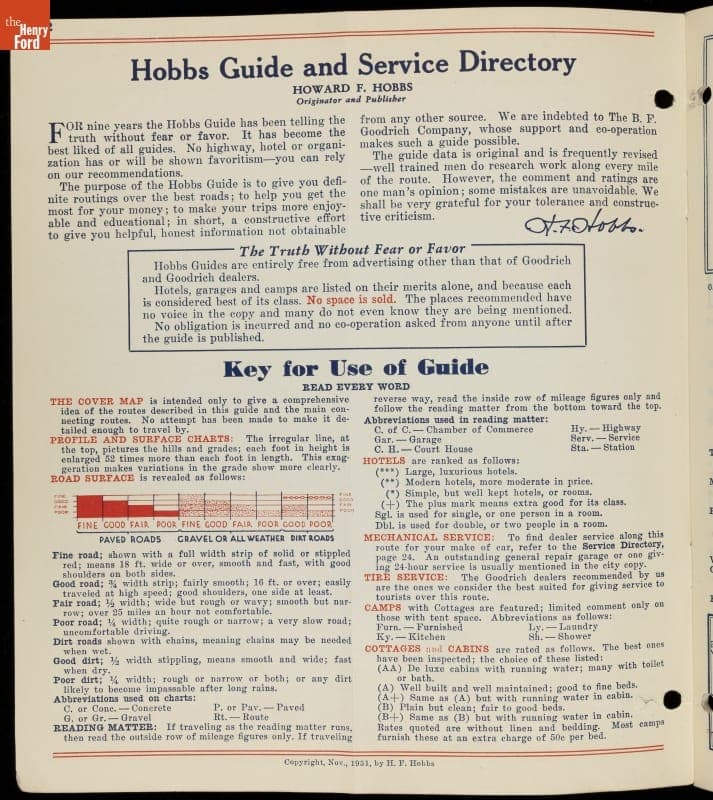 the
Henry
Ford
Hobbs Guide and Service Directory
HOWARD F. HOBBS
Originator and Publisher
FOR nine years the Hobbs Guide has been telling the
truth without fear or favor. It has become the
best liked of all guides. No highway, hotel or organi-
zation has or will be shown favoritism—you can rely
on our recommendations.
The purpose of the Hobbs Guide is to give you defi-
nite routings over the best roads; to help you get the
most for your money; to make your trips more enjoy-
able and educational; in short, a constructive effort
to give you helpful, honest information not obtainable
from any other source. We are indebted to The B. F.
Goodrich Company, whose support and co-operation
makes such a guide possible.
The guide data is original and is frequently revised
—well trained men do research work along every mile
of the route. However, the comment and ratings are
one man's opinion; some mistakes are unavoidable. We
shall be very grateful for your tolerance and construc-
tive criticism.
H. F. Hobbs.
The Truth Without Fear or Favor
Hobbs Guides are entirely free from advertising other than that of Goodrich
and Goodrich dealers.
Hotels, garages and camps are listed on their merits alone, and because each
is considered best of its class. No space is sold. The places recommended have
no voice in the copy and many do not even know they are being mentioned.
No obligation is incurred and no co-operation asked from anyone until after
the guide is published.
Key for Use of Guide
READ EVERY WORD
THE COVER MAP is intended only to give a comprehensive
idea of the routes described in this guide and the main con-
necting routes. No attempt has been made to make it de-
tailed enough to travel by.
PROFILE AND SURFACE CHARTS: The irregular line, at
the top, pictures the hills and grades; each foot in height is
enlarged 52 times more than each foot in length. This exag-
geration makes variations in the grade show more clearly.
ROAD SURFACE is revealed as follows:
FINE
GOOD
FAIR
POOR
FINE
GOOD
FAIR
POOR
FINE GOOD FAIR POOR FINE GOOD FAIR POOR GOOD POOR
PAVED ROADS GRAVEL OR ALL WEATHER DIRT ROADS
Fine road; shown with a full width strip of solid or stippled
red; means 18 ft. wide or over, smooth and fast, with good
shoulders on both sides.
Good road; ¾ width strip; fairly smooth; 16 ft. or over; easily
traveled at high speed; good shoulders, one side at least.
Fair road; ½ width; wide but rough or wavy; smooth but nar-
row; over 25 miles an hour not comfortable.
Poor road; ¼ width; quite rough or narrow; a very slow road;
uncomfortable driving.
Dirt roads shown with chains, meaning chains may be needed
when wet.
Good dirt; ½ width stippling, means smooth and wide; fast
when dry.
Poor dirt; ¼ width; rough or narrow or both; or any dirt
likely to become impassable after long rains.
Abbreviations used on charts:
C. or Conc. — Concrete P. or Pav. — Paved
G. or Gr. — Gravel Rt. — Route
READING MATTER: If traveling as the reading matter runs,
then read the outside row of mileage figures only. If traveling
reverse way, read the inside row of mileage figures only and
follow the reading matter from the bottom toward the top.
Abbreviations used in reading matter:
C. of C. — Chamber of Commerce Hy. — Highway
Gar. — Garage Serv. — Service
C. H. — Court House Sta. — Station
HOTELS are ranked as follows:
(***) Large, luxurious hotels.
(**) Modern hotels, more moderate in price.
(*) Simple, but well kept hotels, or rooms.
(+) The plus mark means extra good for its class.
Sgl. is used for single, or one person in a room.
Dbl. is used for double, or two people in a room.
MECHANICAL SERVICE: To find dealer service along this
route for your make of car, refer to the Service Directory,
page 24. An outstanding general repair garage or one giv-
ing 24-hour service is usually mentioned in the city copy.
TIRE SERVICE: The Goodrich dealers recommended by us
are the ones we consider the best suited for giving service to
tourists over this route.
CAMPS with Cottages are featured; limited comment only on
those with tent space. Abbreviations as follows:
Furn. — Furnished Ly. — Laundry
Ky. — Kitchen Sh. — Shower
COTTAGES and CABINS are rated as follows. The best ones
have been inspected; the choice of these listed:
(AA) De luxe cabins with running water; many with toilet
or bath.
(A) Well built and well maintained; good to fine beds.
(A+) Same as (A) but with running water in cabin.
(B) Plain but clean; fair to good beds.
(B+) Same as (B) but with running water in cabin.
Rates quoted are without linen and bedding. Most camps
furnish these at an extra charge of 50c per bed.
Copyright, Nov., 1931, by H. F. Hobbs